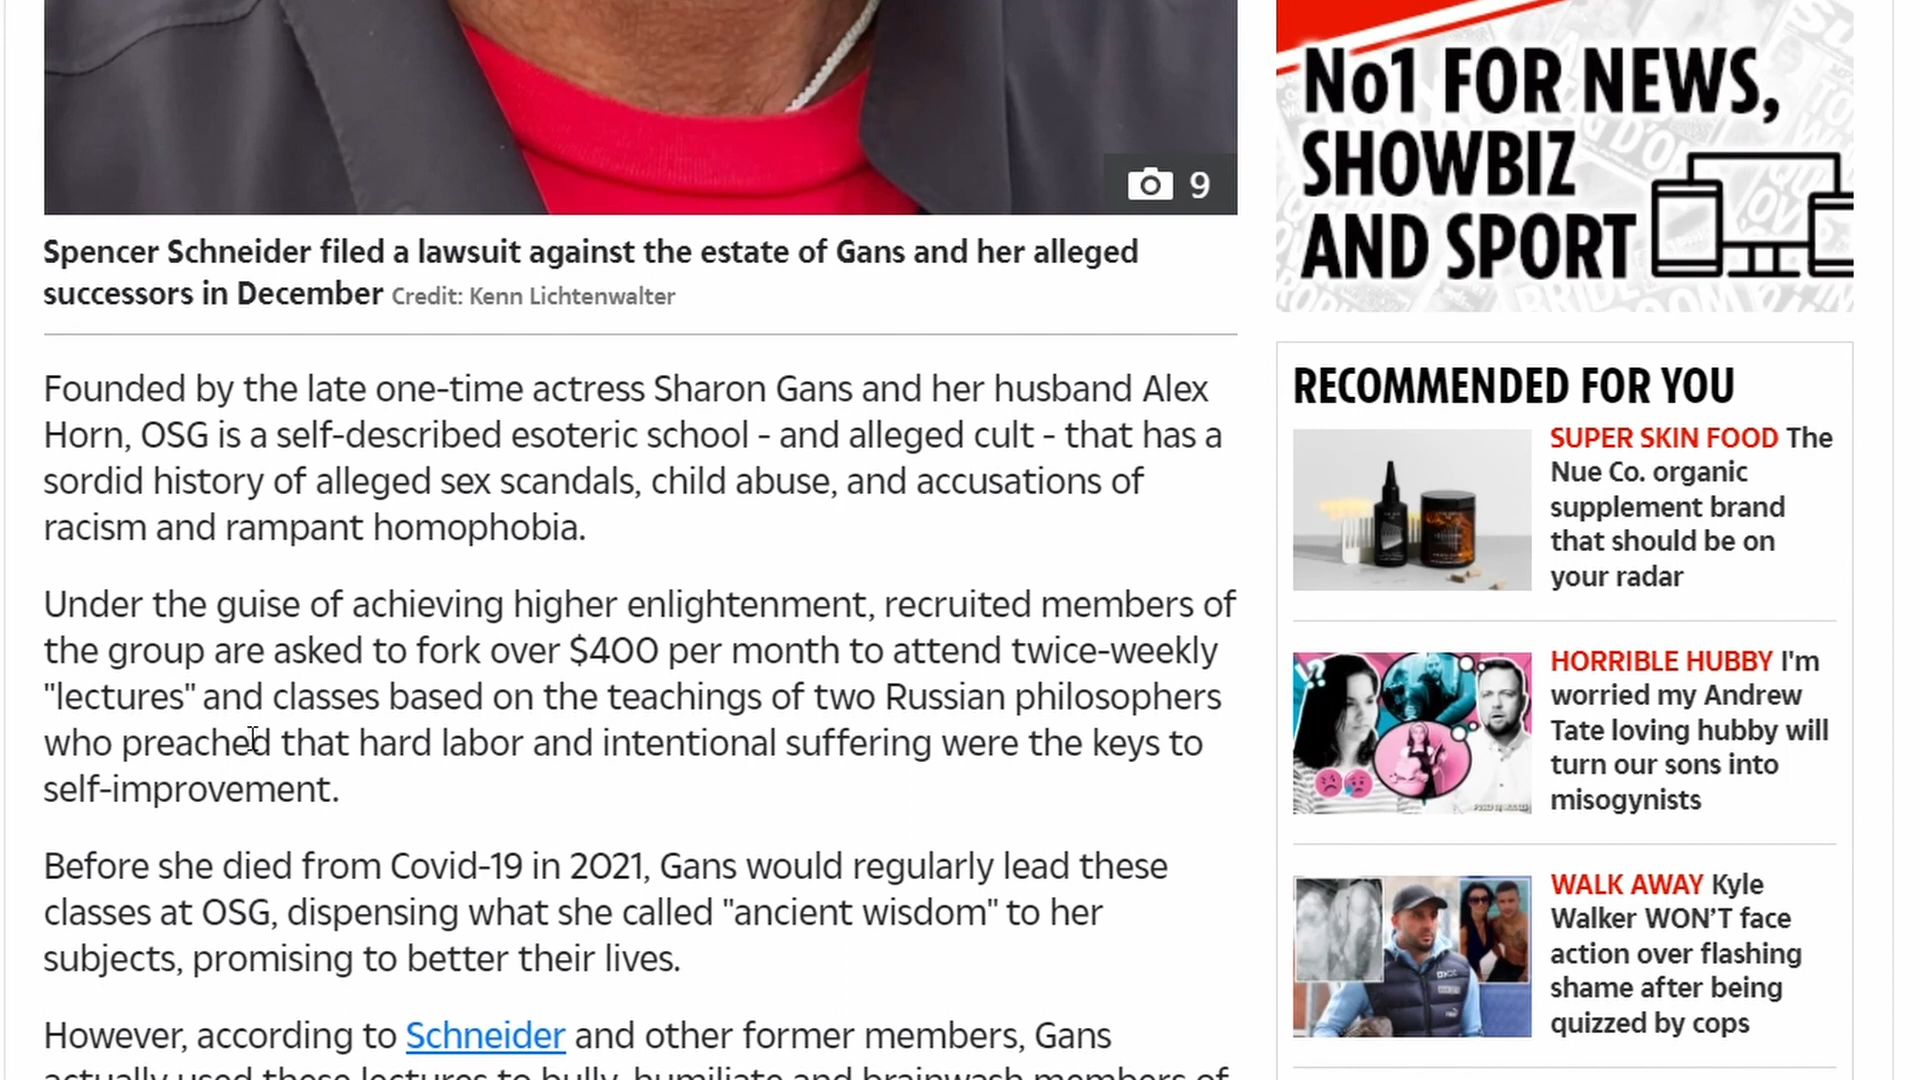 9
Spencer Schneider filed a lawsuit against the estate of Gans and her alleged
successors in December Credit: Kenn Lichtenwalter
Founded by the late one-time actress Sharon Gans and her husband Alex
Horn, OSG is a self-described esoteric school - and alleged cult - that has a
sordid history of alleged sex scandals, child abuse, and accusations of
racism and rampant homophobia.
Under the guise of achieving higher enlightenment, recruited members of
the group are asked to fork over $400 per month to attend twice-weekly
"lectures" and classes based on the teachings of two Russian philosophers
who preached that hard labor and intentional suffering were the keys to
self-improvement.
Before she died from Covid-19 in 2021, Gans would regularly lead these
classes at OSG, dispensing what she called "ancient wisdom" to her
subjects, promising to better their lives.
However, according to Schneider and other former members, Gans
actually used these lectures to bully, humiliate and brainwash members of
No1 FOR NEWS,
SHOWBIZ
AND SPORT
RECOMMENDED FOR YOU
SUPER SKIN FOOD The
Nue Co. organic
supplement brand
that should be on
your radar
HORRIBLE HUBBY I'm
worried my Andrew
Tate loving hubby will
turn our sons into
misogynists
WALK AWAY Kyle
Walker WON'T face
action over flashing
shame after being
quizzed by cops